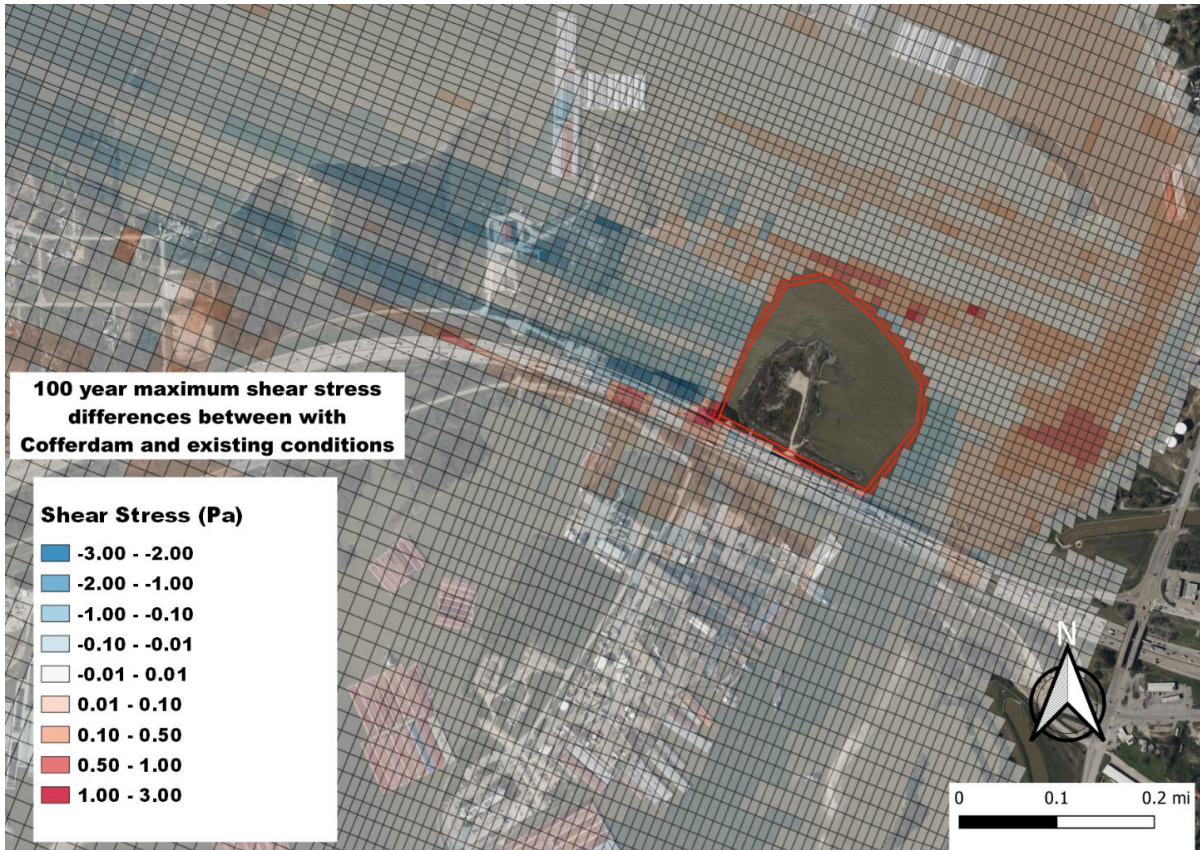 100 year maximum shear stress
differences between with
Cofferdam and existing conditions
Shear Stress (Pa)
-3.00 - -2.00
-2.00 - -1.00
-1.00 - -0.10
-0.10 - -0.01
-0.01 - 0.01
0.01 - 0.10
0.10 - 0.50
0.50 - 1.00
1.00 - 3.00
N
0 0.1 0.2 mi